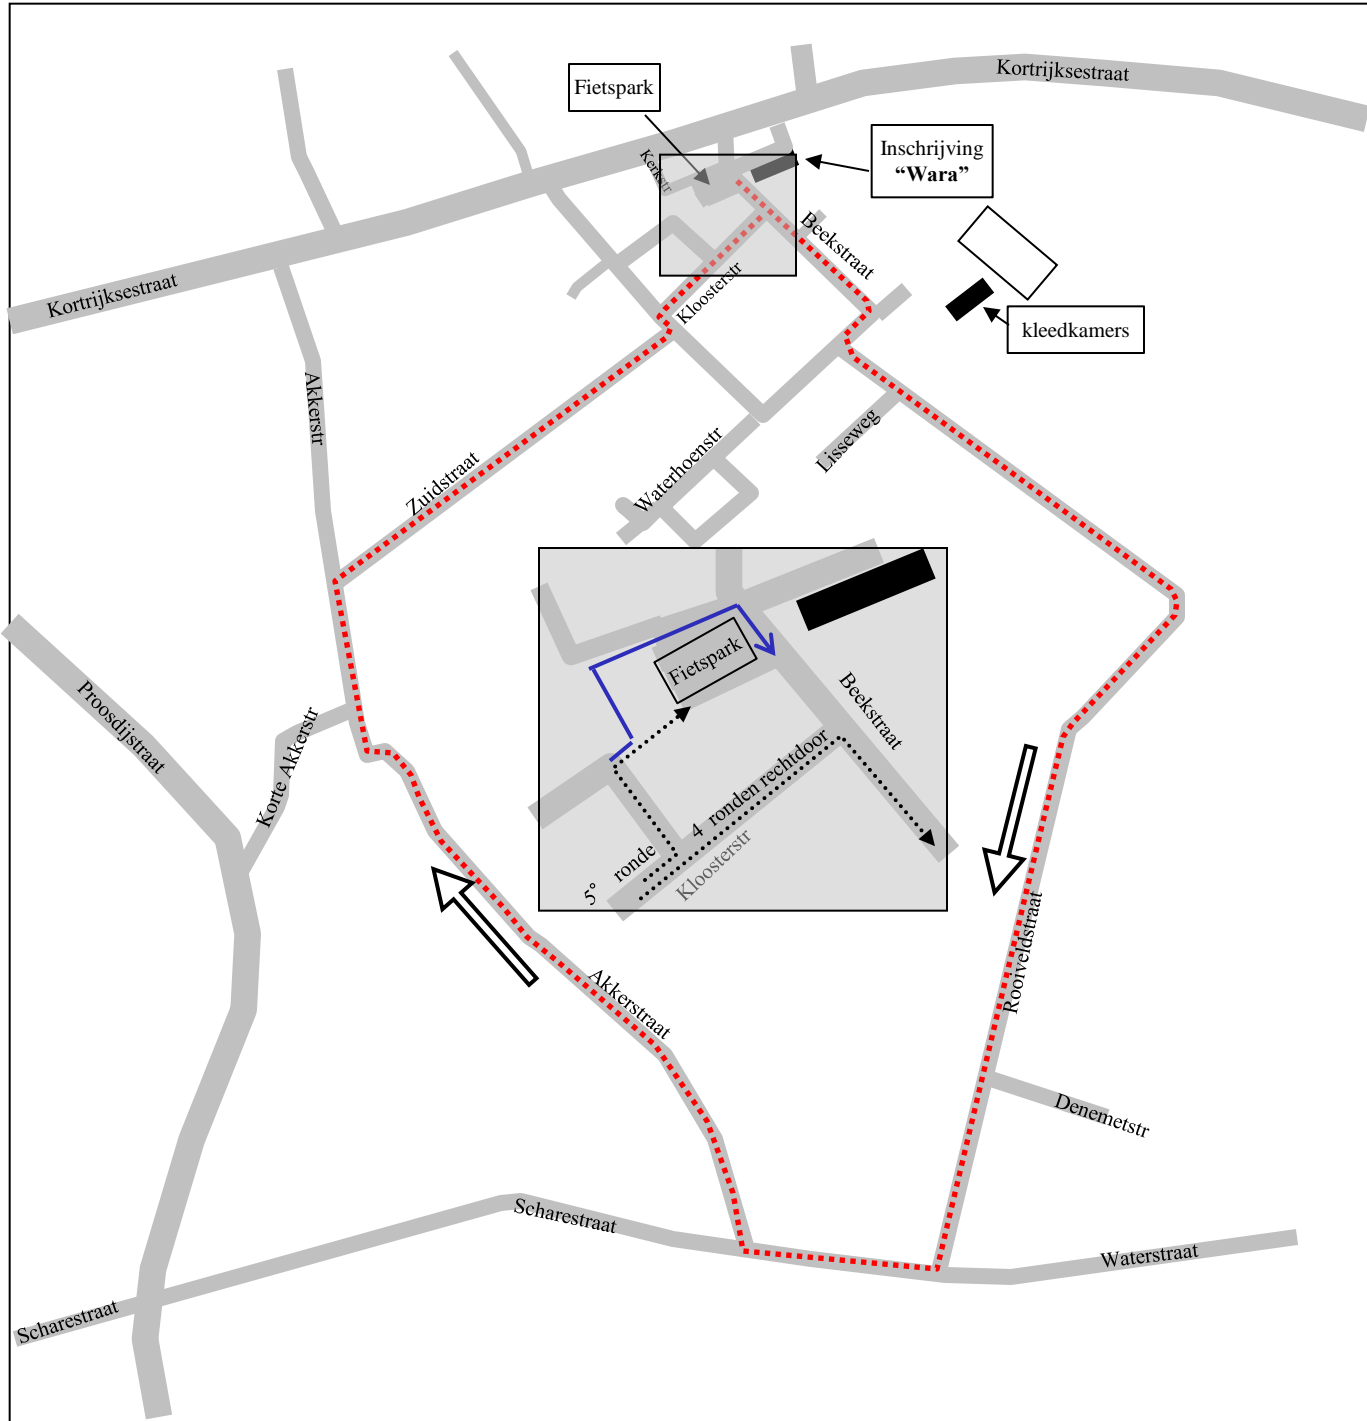 Kortrijksestraat
Fietspark
Inschrijving
“Wara”
Kerkstr
Beekstraat
Kortrijksestraat
Kloosterstr
kleedkamers
Akkerstr
Lisseweg
Zuidstraat
Waterhoenstr
Fietspark
Beekstraat
Proosdijstraat
Korte Akkerstr
4 ronden rechtdoor
5° ronde
Kloosterstr
Rooiveldstraat
Akkerstraat
Denemetstr
Scharestraat
Waterstraat
Scharestraat